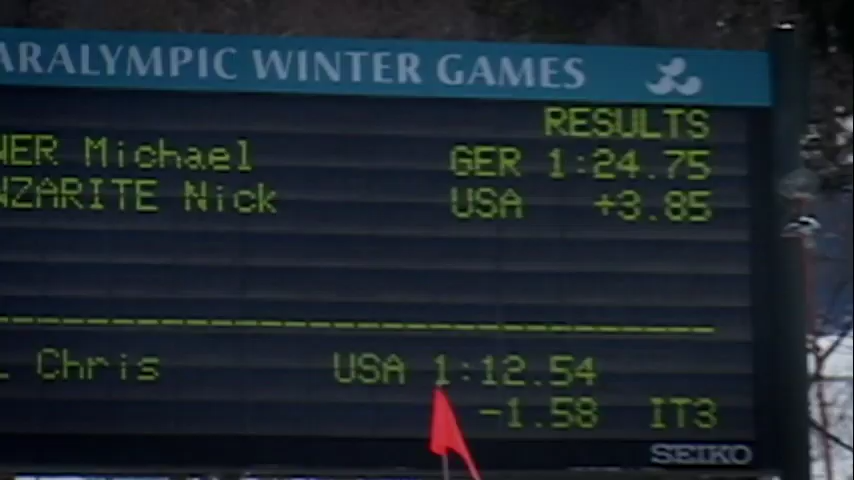 ARALYMPIC WINTER GAMES
RESULTS
NER Michael GER 1:24.75
NZARITE Nick USA +3.85
L Chris USA 1:12.54
-1.58 IT3
SEIKO